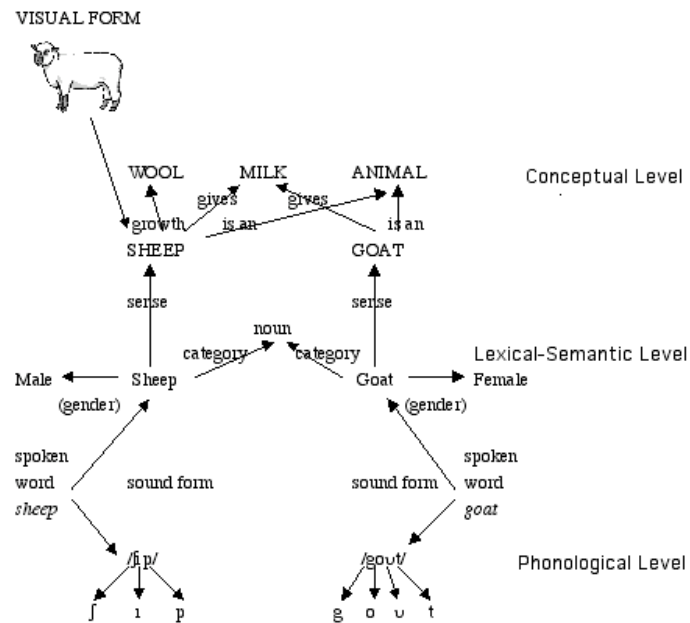 VISUAL FORM
WOOL MILK ANIMAL Conceptual Level
gives gives
growth is an is an
SHEEP GOAT
sense sense
noun
category category Lexical-Semantic Level
Male Sheep Goat Female
(gender) (gender)
spoken spoken
word sound form sound form word
sheep goat
/ʃıp/ /goʊt/ Phonological Level
ʃ ı p g o ʊ t